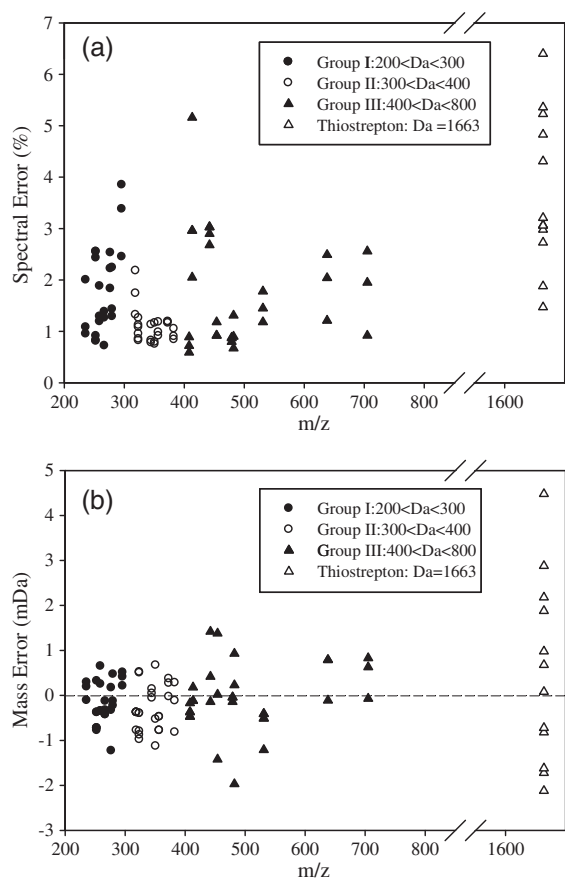 (a)
Group I:200<Da<300
Group II:300<Da<400
Group III:400<Da<800
Thiostrepton: Da =1663
Spectral Error (%)
7
6
5
4
3
2
1
0
200 300 400 500 600 700 800 1600
m/z
(b)
Group I:200<Da<300
Group II:300<Da<400
Group III:400<Da<800
Thiostrepton: Da=1663
Mass Error (mDa)
5
4
3
2
1
0
-1
-2
-3
200 300 400 500 600 700 800 1600
m/z